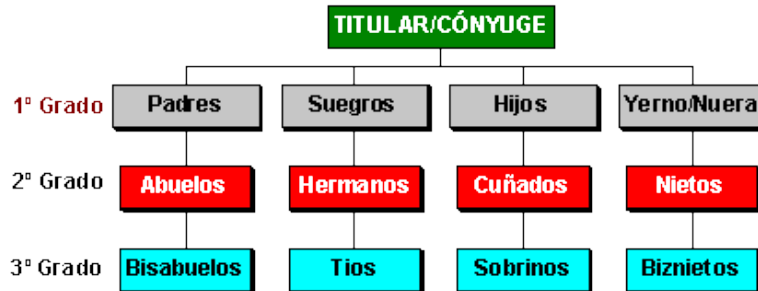 TITULAR/CÓNYUGE
1º Grado Padres Suegros Hijos Yerno/Nuera
2º Grado Abuelos Hermanos Cuñados Nietos
3º Grado Bisabuelos Tios Sobrinos Biznietos